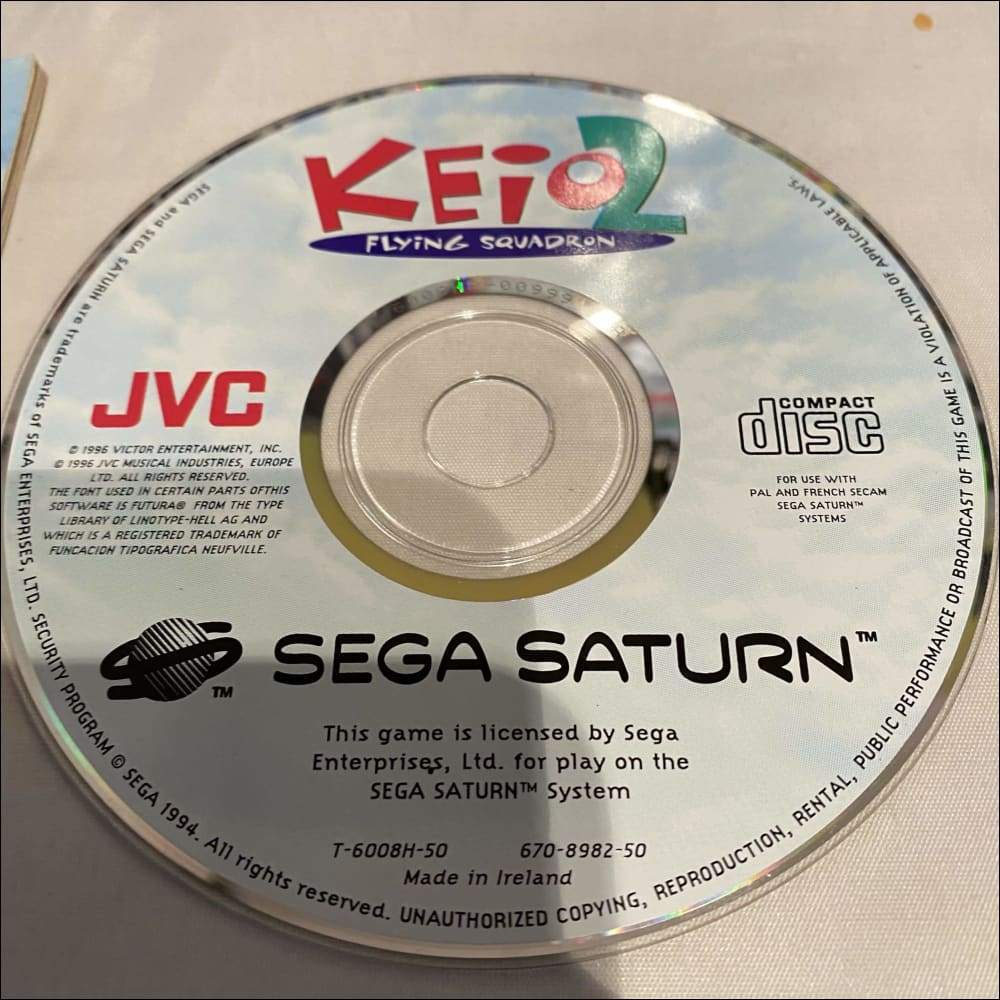 KEIO 2
FLYING SQUADRON
JVC
© 1996 VICTOR ENTERTAINMENT, INC.
© 1996 JVC MUSICAL INDUSTRIES, EUROPE
LTD. ALL RIGHTS RESERVED.
THE FONT USED IN CERTAIN PARTS OFTHIS
SOFTWARE IS FUTURA® FROM THE TYPE
LIBRARY OF LINOTYPE-HELL AG AND
WHICH IS A REGISTERED TRADEMARK OF
FUNCACION TIPOGRAFICA NEUFVILLE.
COMPACT
disc
FOR USE WITH
PAL AND FRENCH SECAM
SEGA SATURN™
SYSTEMS
SEGA SATURN™
TM
This game is licensed by Sega
Enterprises, Ltd. for play on the
SEGA SATURN™ System
T-6008H-50 670-8982-50
Made in Ireland
SEGA and SEGA SATURN are trademarks of SEGA ENTERPRISES, LTD. SECURITY PROGRAM © SEGA 1994. All rights reserved. UNAUTHORIZED COPYING, REPRODUCTION, RENTAL, PUBLIC PERFORMANCE OR BROADCAST OF THIS GAME IS A VIOLATION OF APPLICABLE LAWS.